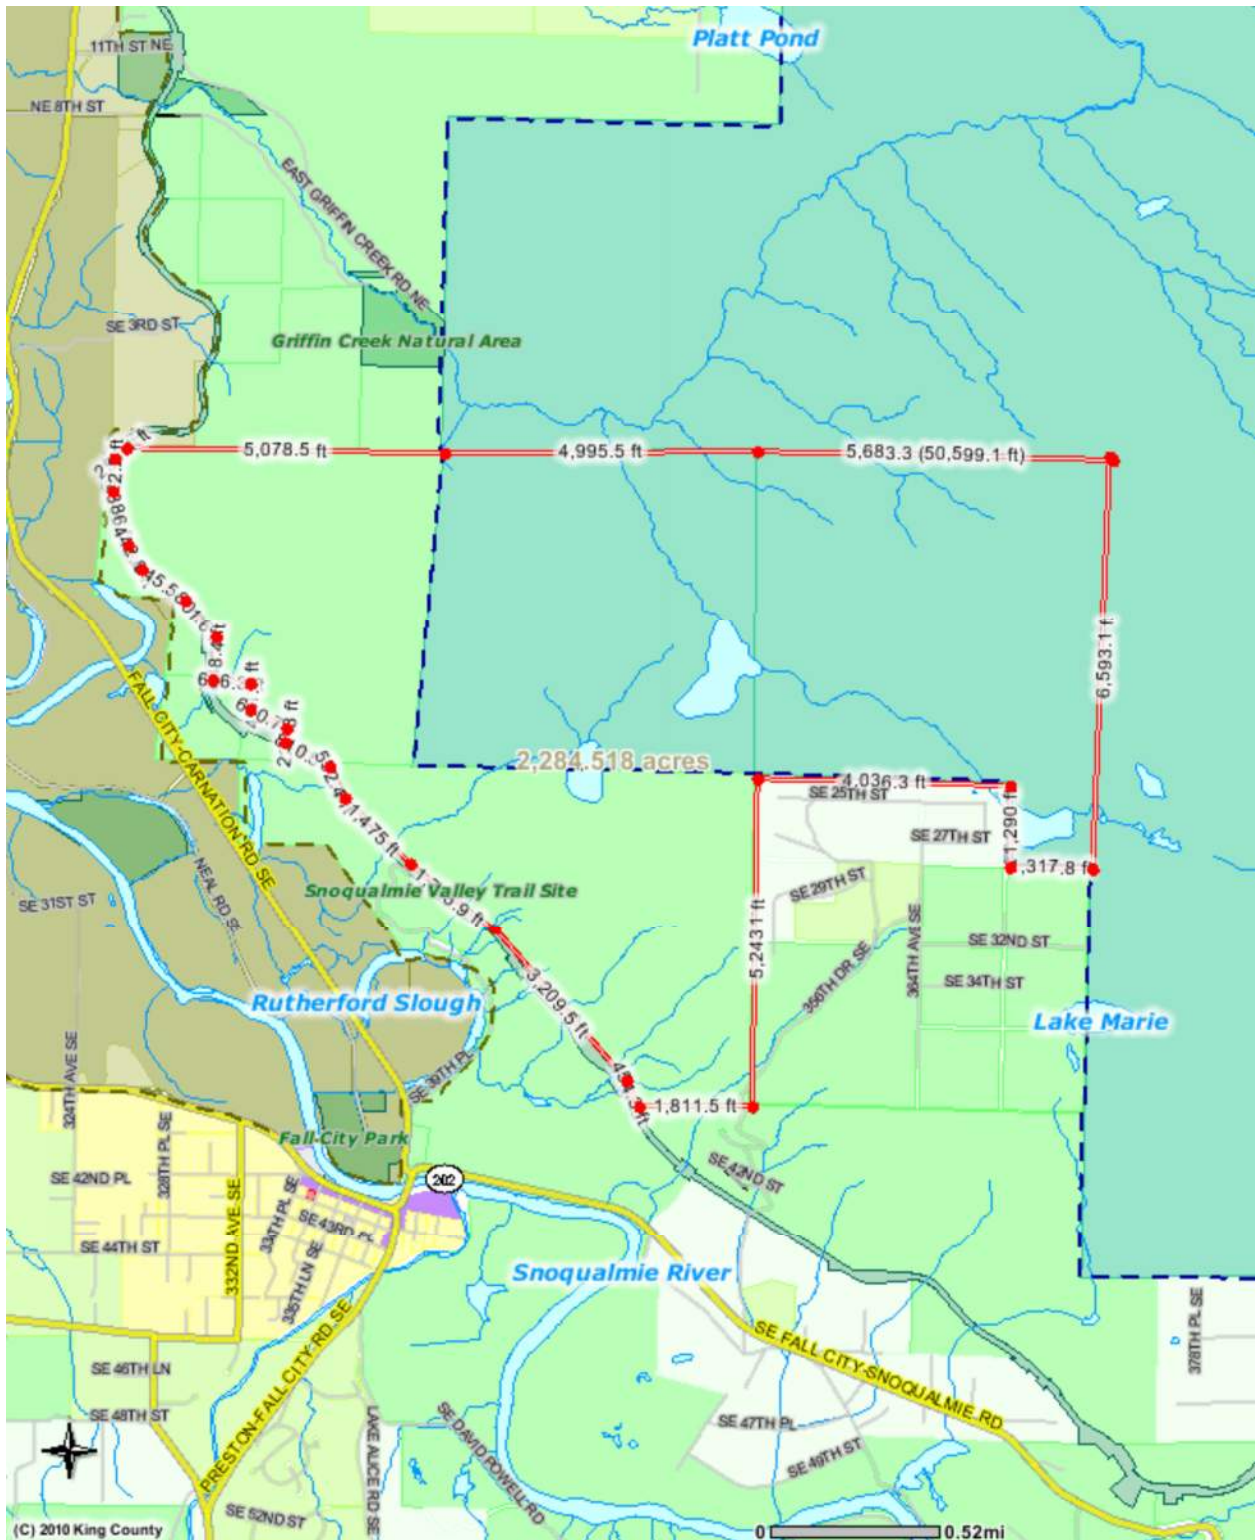 Platt Pond
11TH ST NE
NE 8TH ST
EAST GRIFFIN CREEK RD NE
SE 3RD ST
Griffin Creek Natural Area
5,078.5 ft
4,995.5 ft
5,683.3 (50,599.1 ft)
6,593.1 ft
FALL CITY-CARNATION RD SE
2,284.518 acres
4,036.3 ft
SE 25TH ST
SE 27TH ST
1,290 ft
1,475 ft
SE 29TH ST
Snoqualmie Valley Trail Site
NEAL RD SE
SE 31ST ST
356TH DR SE
364TH AVE SE
SE 32ND ST
SE 34TH ST
3,209.5 ft
5,243.1 ft
Rutherford Slough
Lake Marie
324TH AVE SE
SE 39TH PL
1,811.5 ft
Fall City Park
328TH PL SE
SE 42ND PL
202
SE 42ND ST
334TH PL SE
SE 43RD PL
SE 44TH ST
332ND AVE SE
336TH LN SE
Snoqualmie River
378TH PL SE
SE FALL CITY-SNOQUALMIE RD
SE 46TH LN
SE 48TH ST
PRESTON-FALL CITY RD SE
LAKE ALICE RD SE
SE DAVID POWELL RD
SE 47TH PL
SE 49TH ST
SE 52ND ST
(C) 2010 King County
0 0.52mi